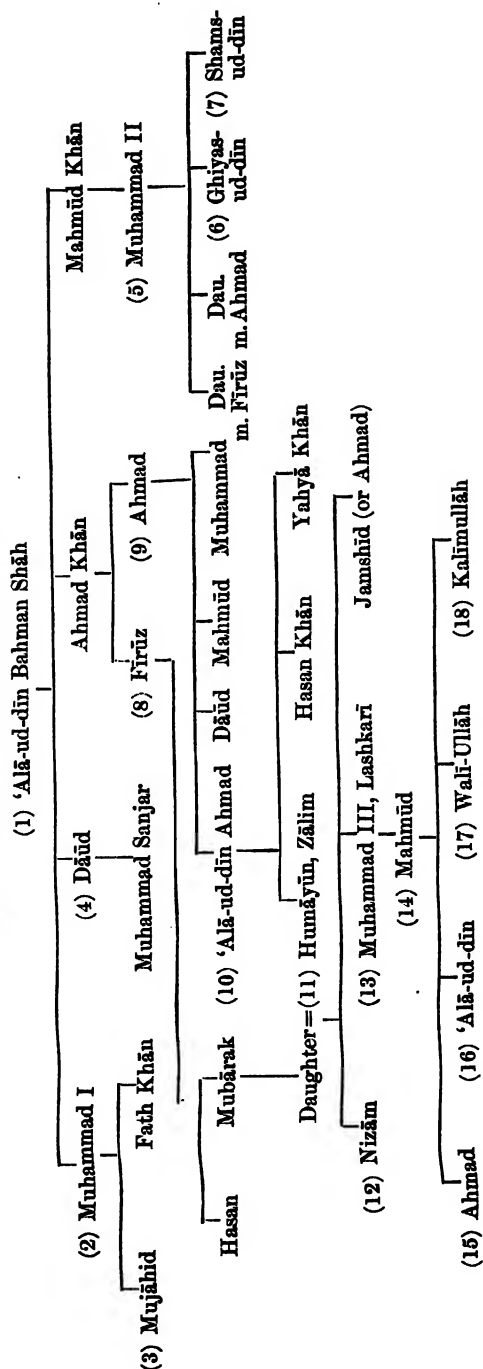 (1) ‘Alā-ud-dīn Bahman Shāh
(2) Muhammad I (4) Dāūd Ahmad Khān Mahmūd Khān
(3) Mujāhid Fath Khān Muhammad Sanjar (8) Fīrūz (9) Ahmad (5) Muhammad II
Dau. Dau. (6) Ghiyas- (7) Shams-
m. Fīrūz m. Ahmad ud-dīn ud-dīn
Hasan Mubārak (10) ‘Alā-ud-dīn Ahmad Dāūd Mahmūd Muhammad
Daughter=(11) Humāyūn, Zālim Hasan Khān Yahyā Khān
(12) Nizām (13) Muhammad III, Lashkarī Jamshīd (or Ahmad)
(14) Mahmūd
(15) Ahmad (16) ‘Alā-ud-dīn (17) Walī-Ullāh (18) Kalīmullāh